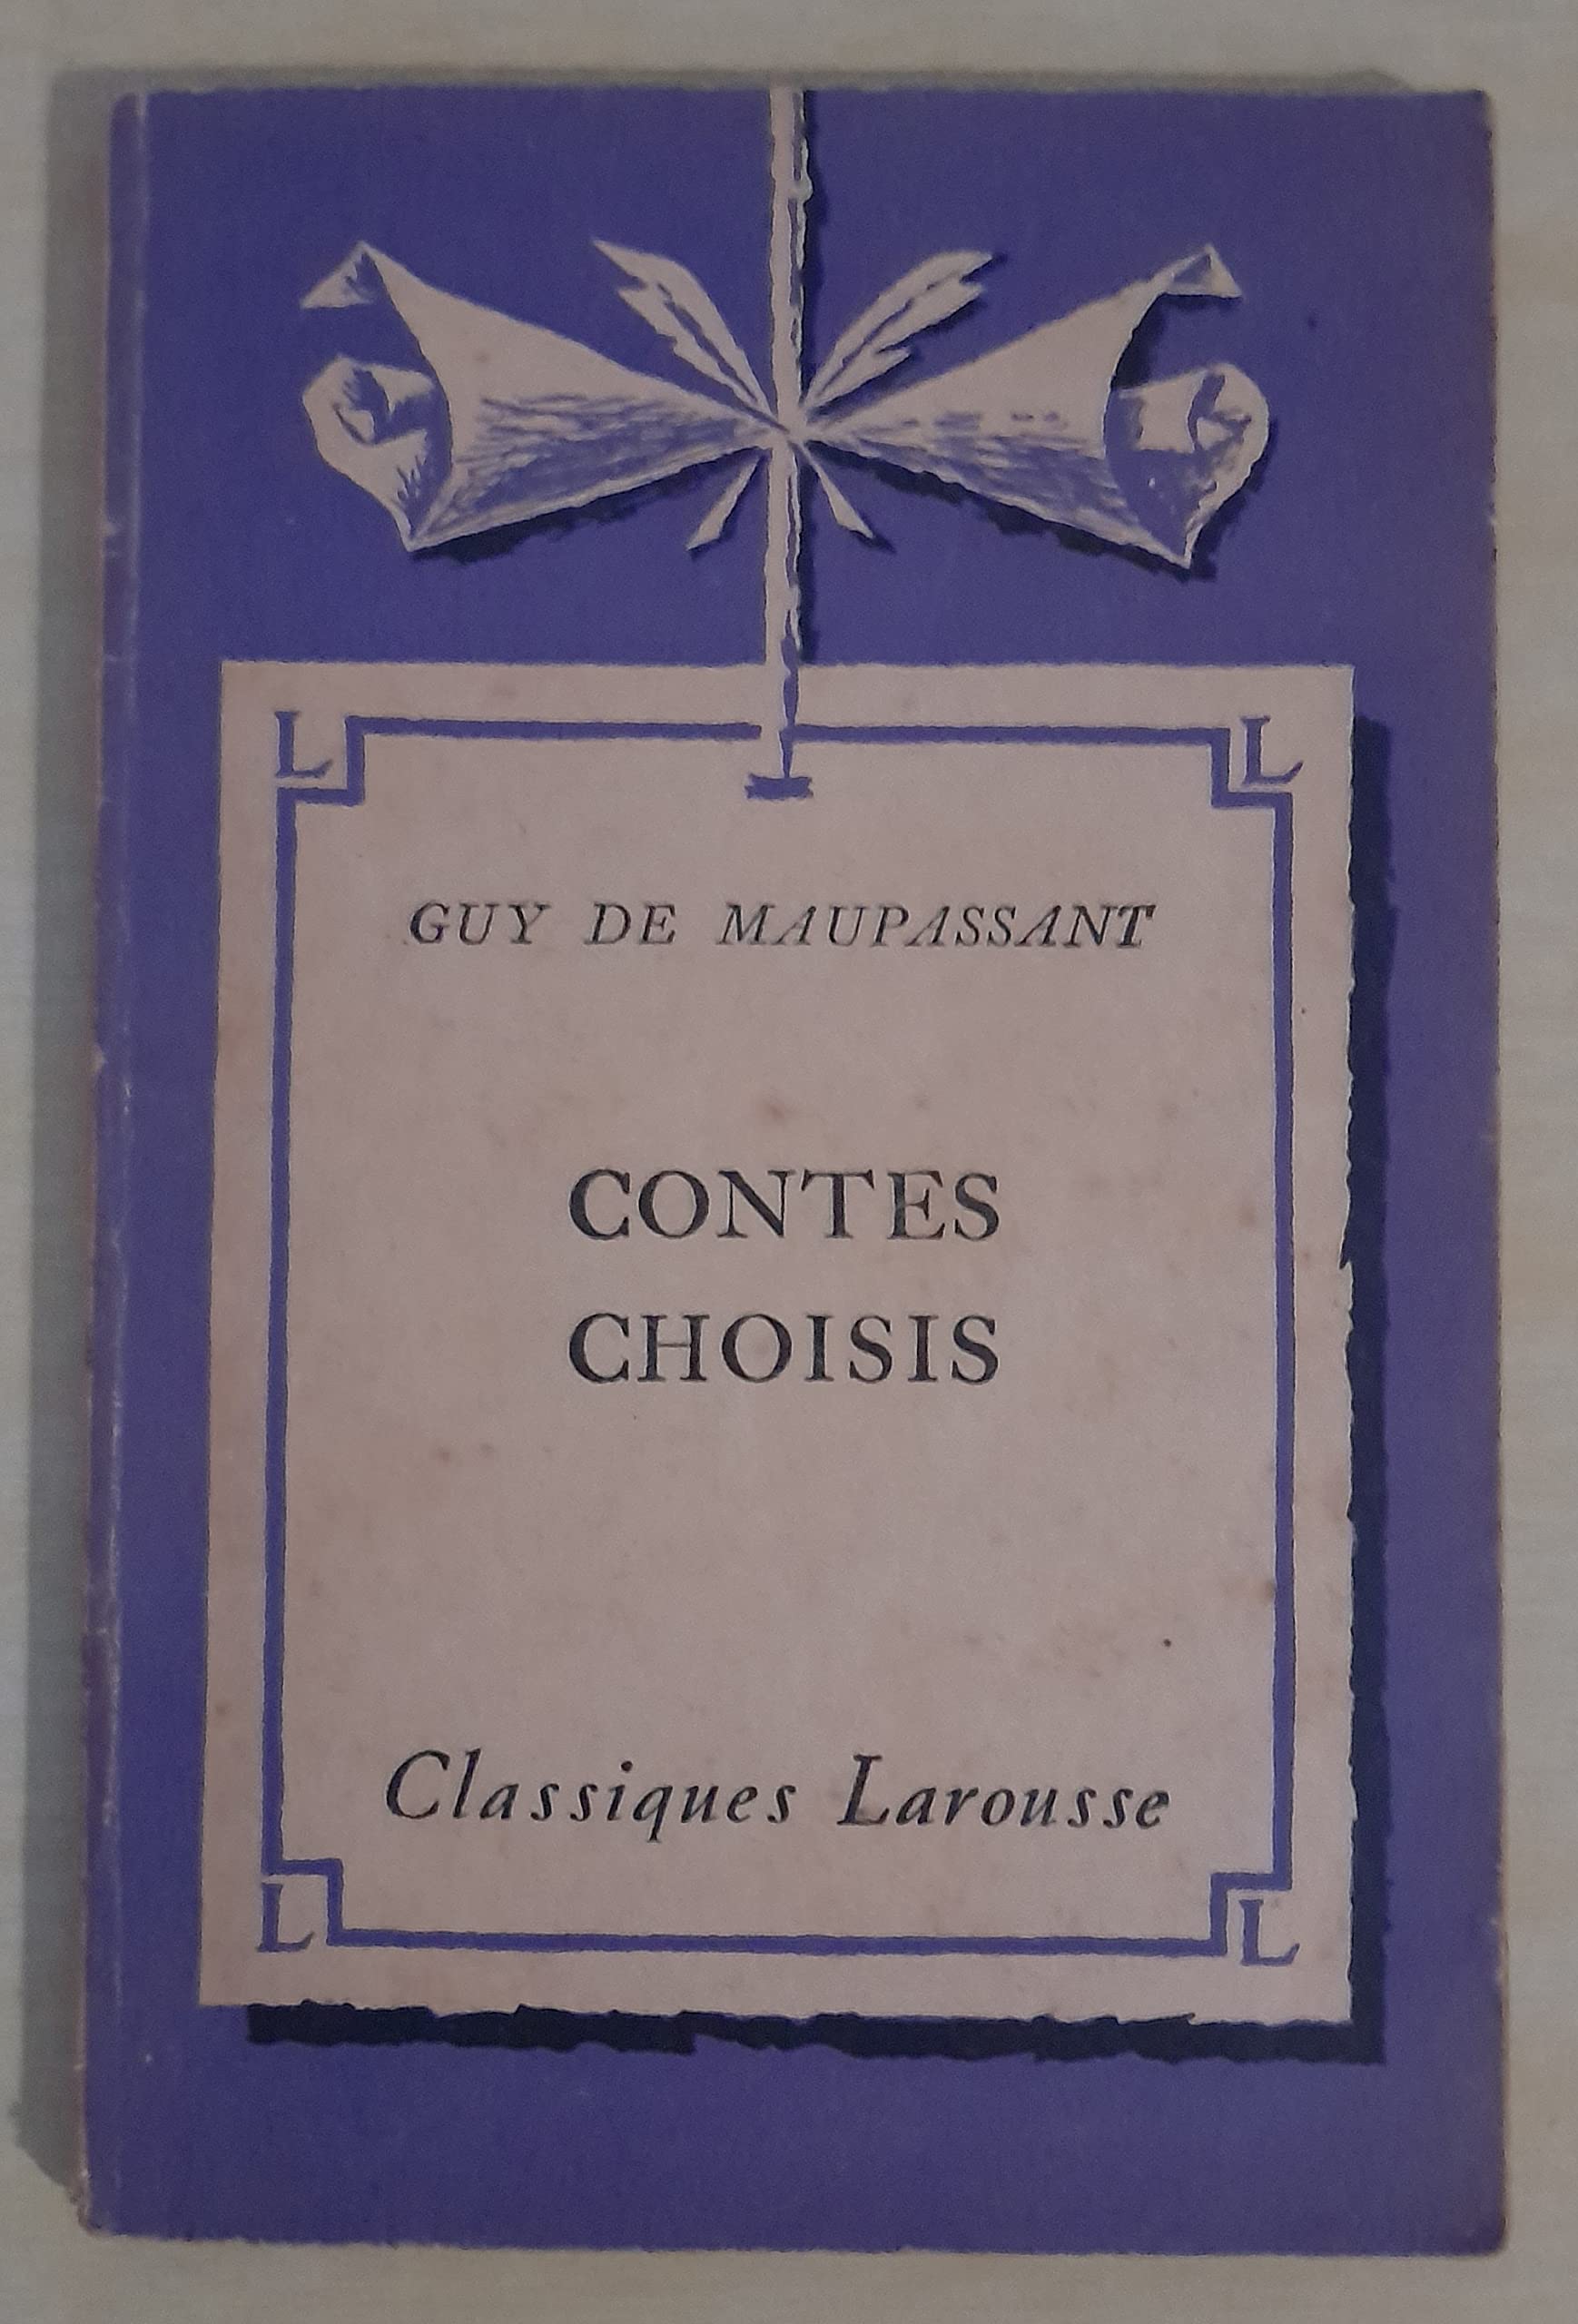 L L
GUY DE MAUPASSANT
CONTES
CHOISIS
Classiques Larousse
L L